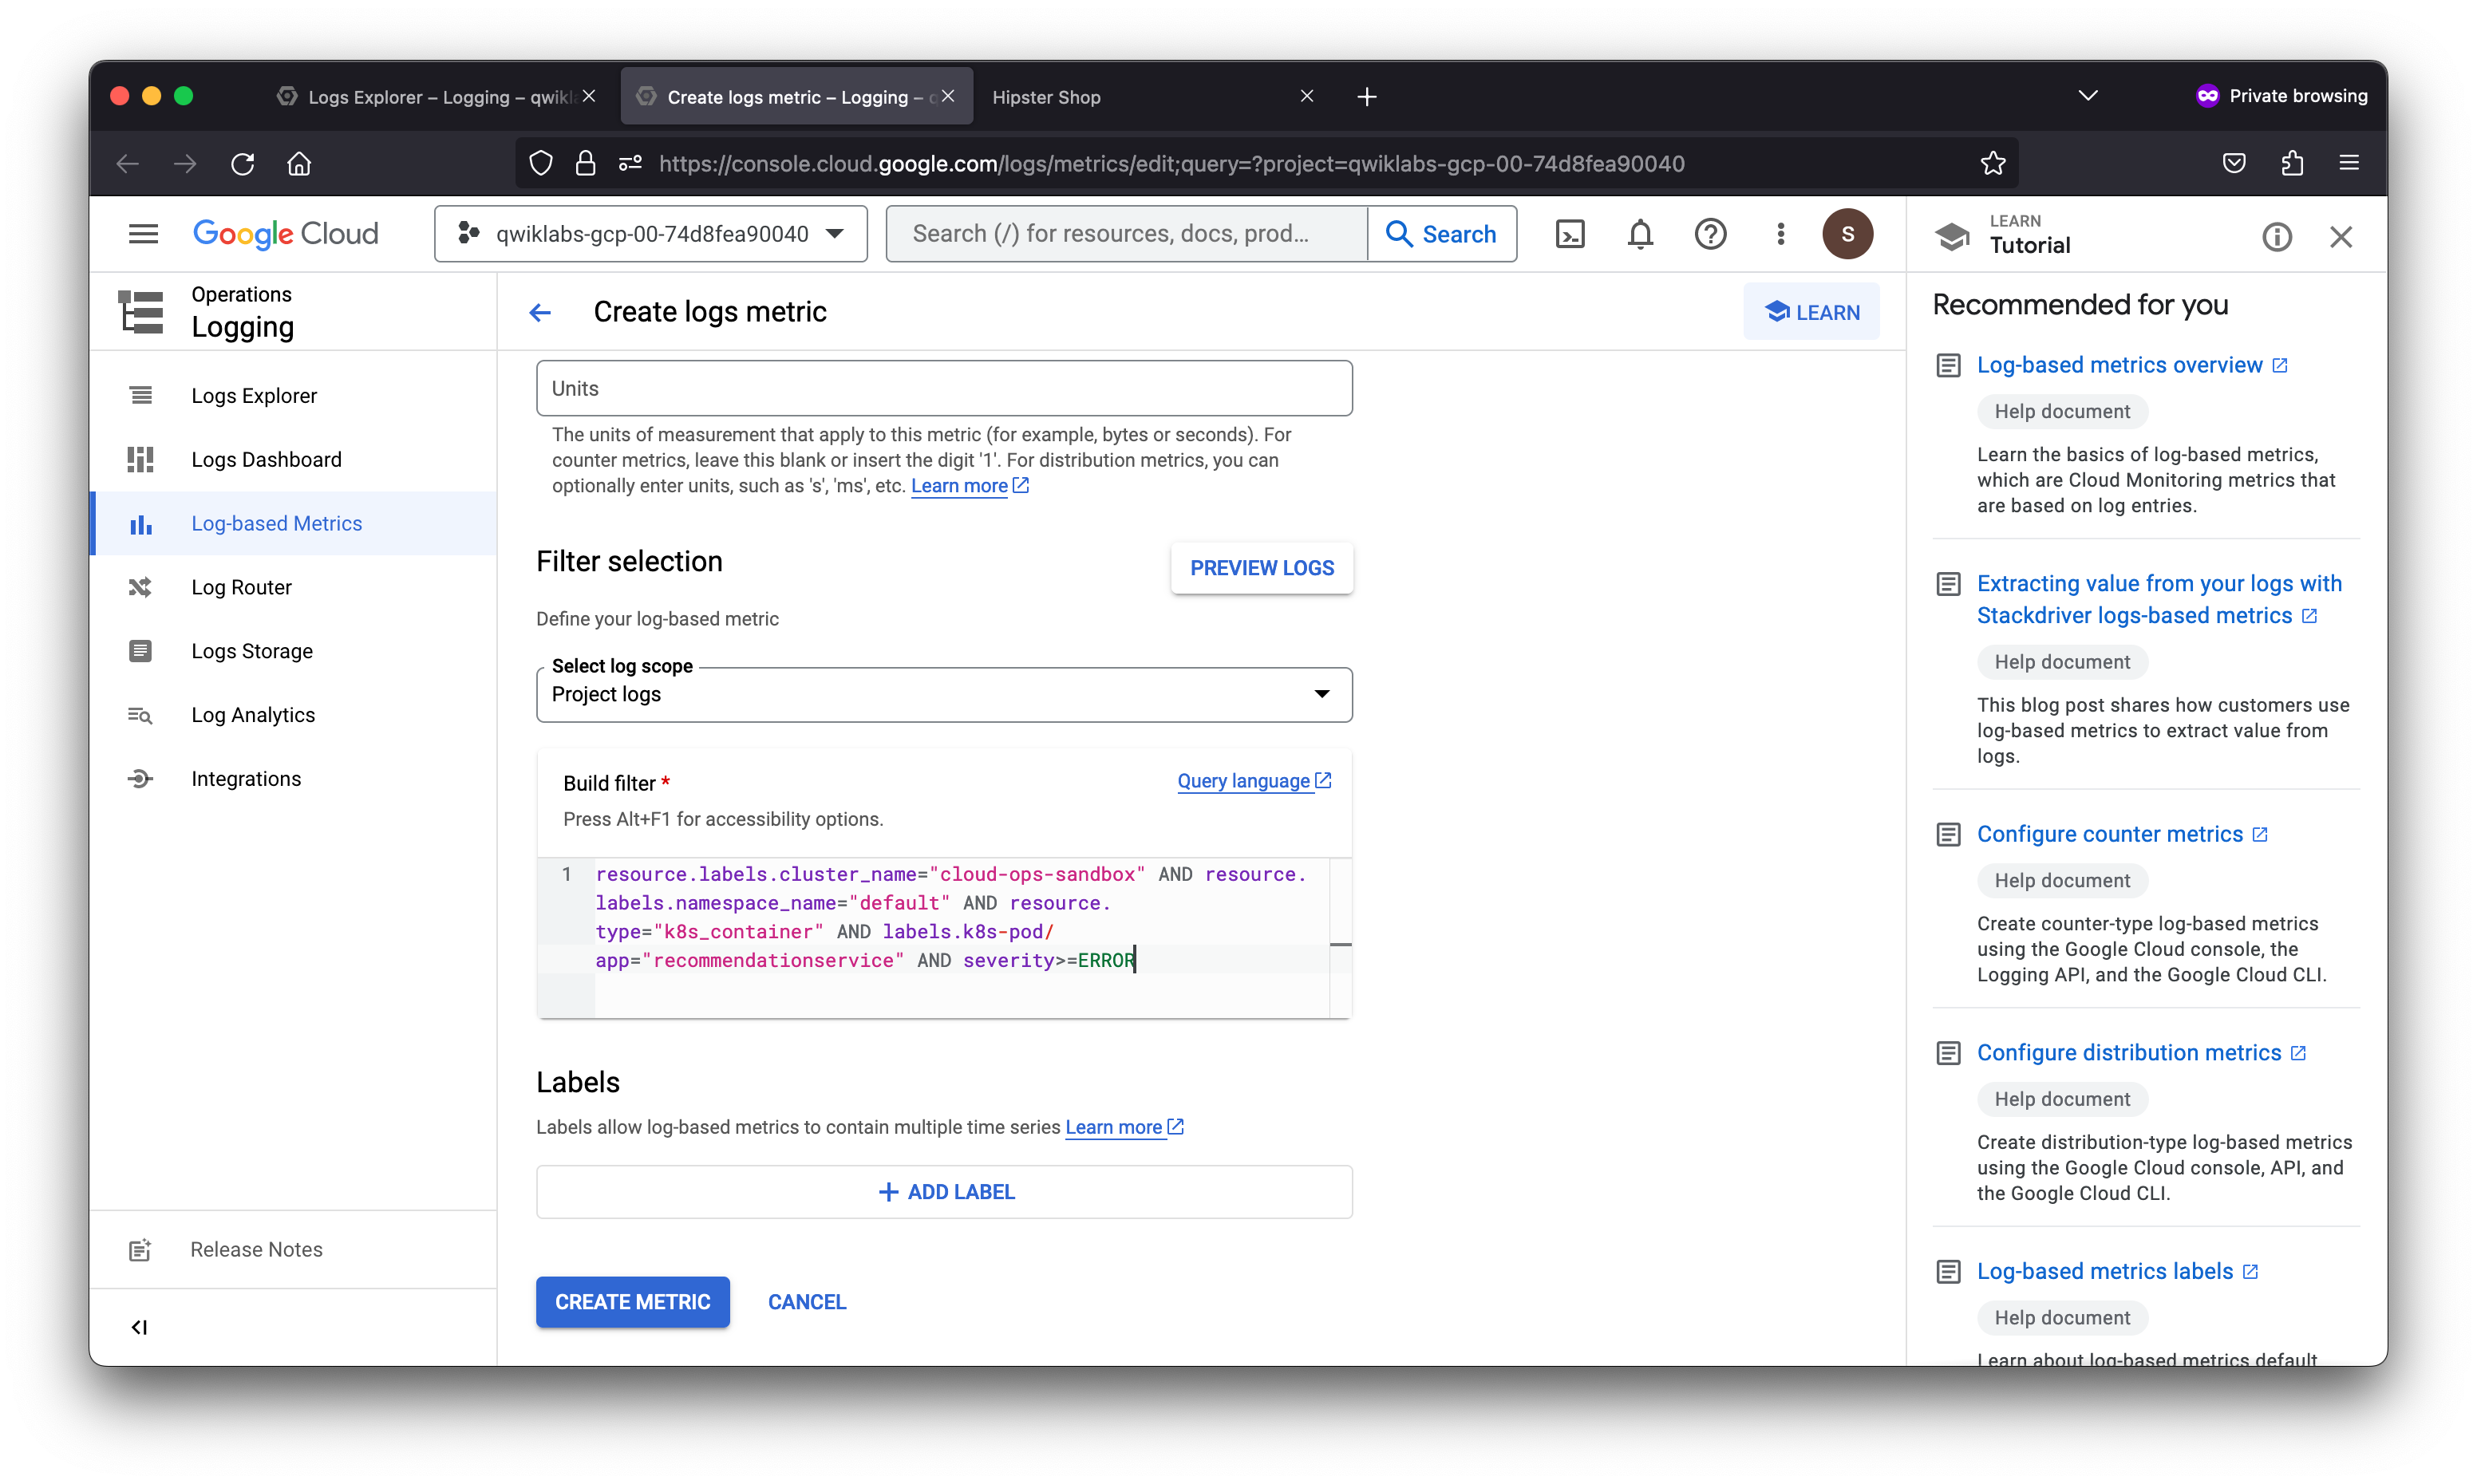 Logs Explorer – Logging – qwikl
Create logs metric – Logging – q
Hipster Shop
Private browsing
https://console.cloud.google.com/logs/metrics/edit;query=?project=qwiklabs-gcp-00-74d8fea90040
Google Cloud
qwiklabs-gcp-00-74d8fea90040
Search (/) for resources, docs, prod...
Search
S
LEARN
Tutorial
Operations
Logging
Logs Explorer
Logs Dashboard
Log-based Metrics
Log Router
Logs Storage
Log Analytics
Integrations
Release Notes
Create logs metric
LEARN
Units
The units of measurement that apply to this metric (for example, bytes or seconds). For
counter metrics, leave this blank or insert the digit '1'. For distribution metrics, you can
optionally enter units, such as 's', 'ms', etc. Learn more
Filter selection
PREVIEW LOGS
Define your log-based metric
Select log scope
Project logs
Build filter *
Query language
Press Alt+F1 for accessibility options.
1 resource.labels.cluster_name="cloud-ops-sandbox" AND resource.
labels.namespace_name="default" AND resource.
type="k8s_container" AND labels.k8s-pod/
app="recommendationservice" AND severity>=ERROR
Labels
Labels allow log-based metrics to contain multiple time series Learn more
+ ADD LABEL
CREATE METRIC
CANCEL
Recommended for you
Log-based metrics overview
Help document
Learn the basics of log-based metrics,
which are Cloud Monitoring metrics that
are based on log entries.
Extracting value from your logs with
Stackdriver logs-based metrics
Help document
This blog post shares how customers use
log-based metrics to extract value from
logs.
Configure counter metrics
Help document
Create counter-type log-based metrics
using the Google Cloud console, the
Logging API, and the Google Cloud CLI.
Configure distribution metrics
Help document
Create distribution-type log-based metrics
using the Google Cloud console, API, and
the Google Cloud CLI.
Log-based metrics labels
Help document
Learn about log-based metrics default